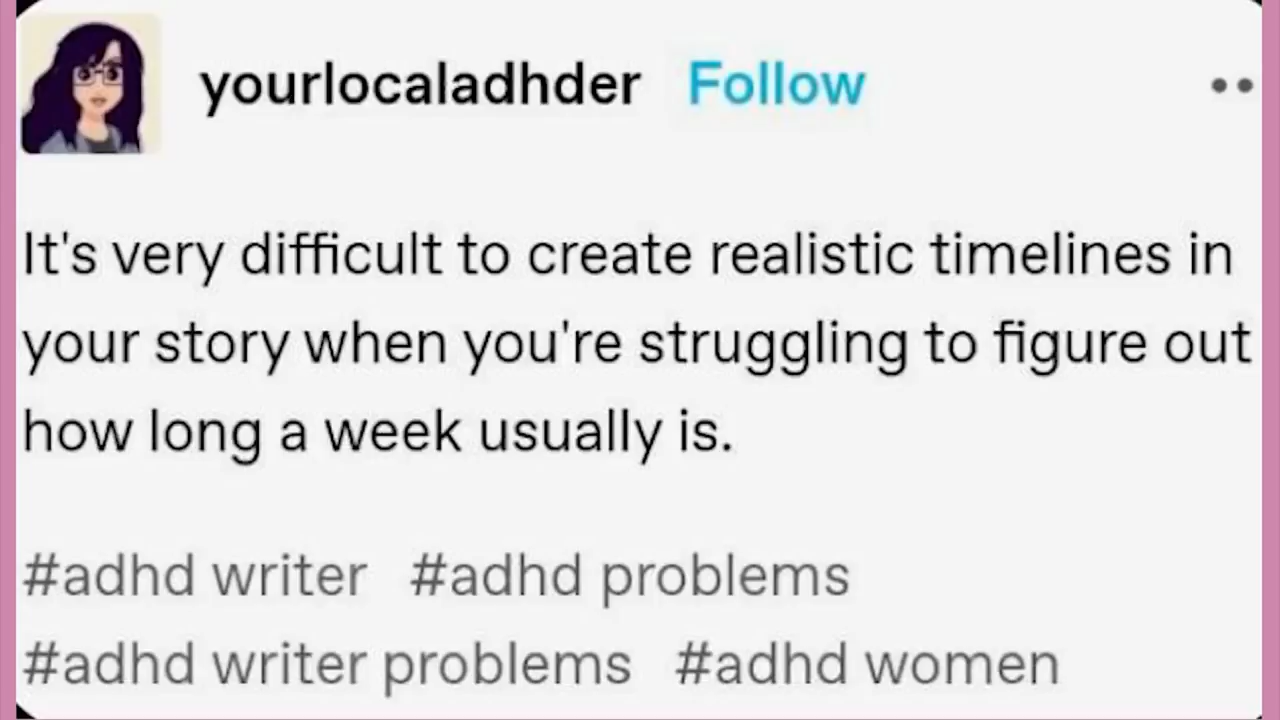 yourlocaladhder Follow
It's very difficult to create realistic timelines in
your story when you're struggling to figure out
how long a week usually is.
#adhd writer #adhd problems
#adhd writer problems #adhd women